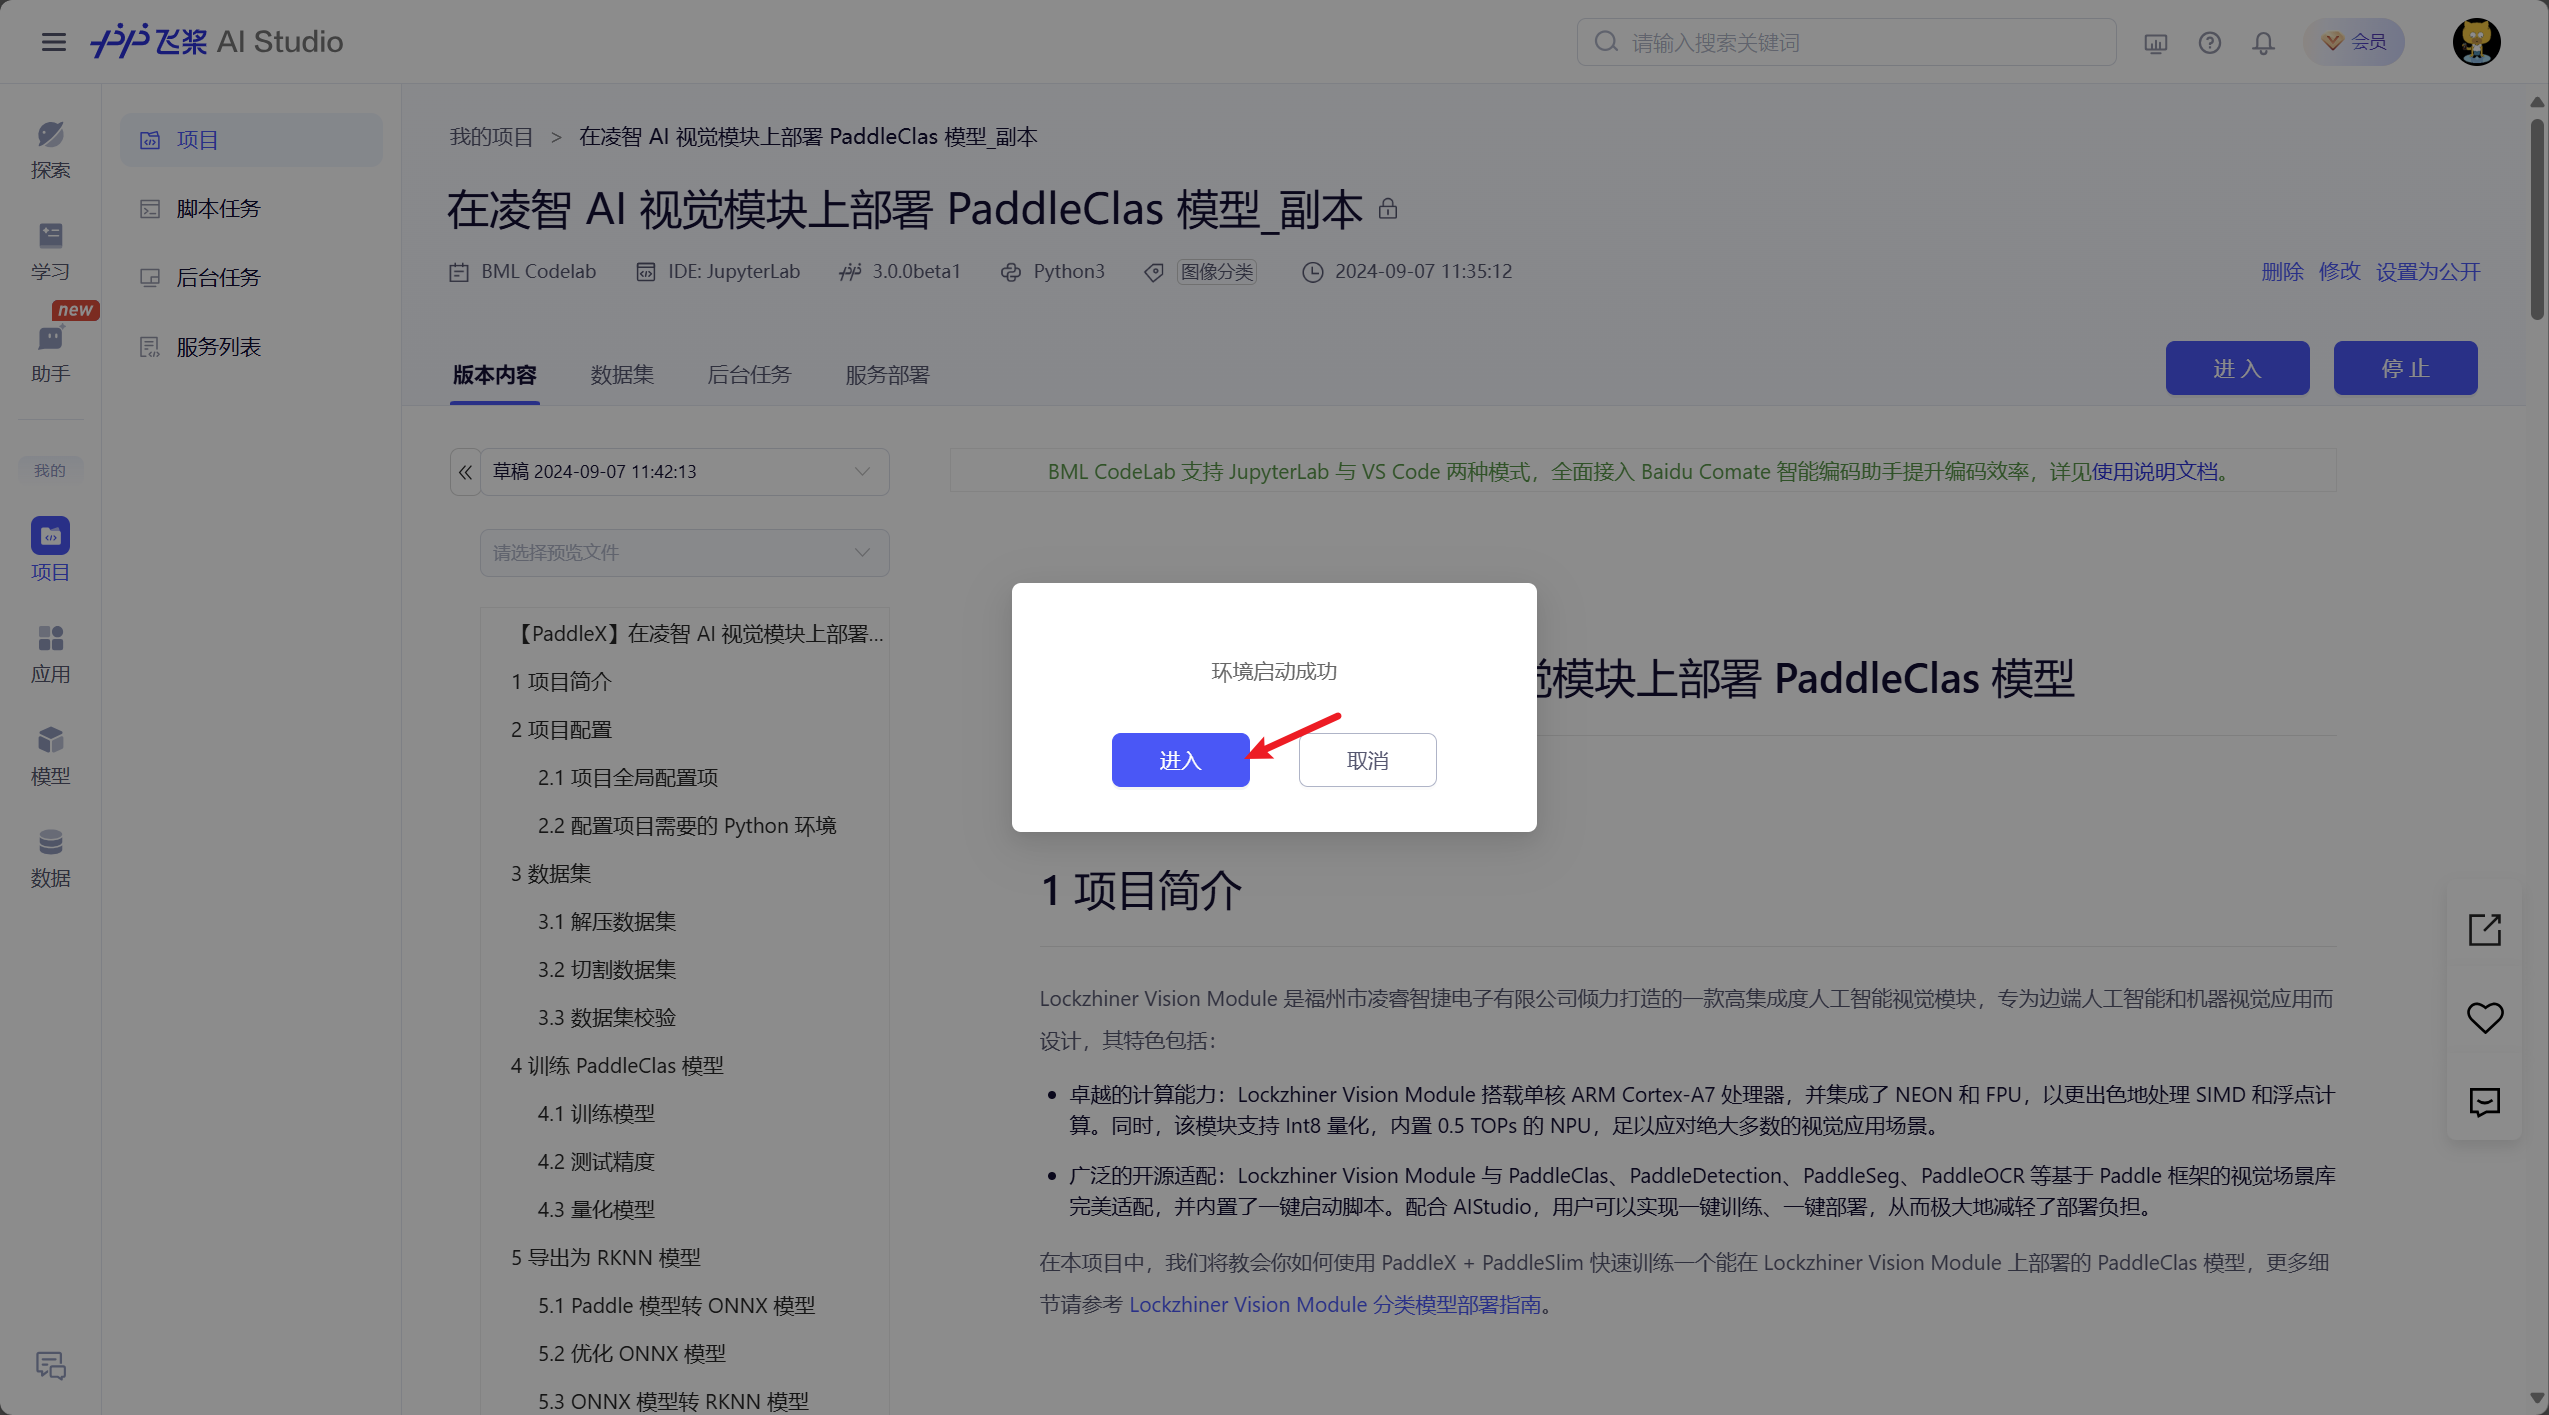 飞桨 AI Studio
请输入搜索关键词
会员
探索
学习
new
助手
我的
项目
应用
模型
数据
项目
脚本任务
后台任务
服务列表
我的项目 > 在凌智 AI 视觉模块上部署 PaddleClas 模型_副本
在凌智 AI 视觉模块上部署 PaddleClas 模型_副本
BML Codelab IDE: JupyterLab 3.0.0beta1 Python3 图像分类 2024-09-07 11:35:12
删除 修改 设置为公开
版本内容 数据集 后台任务 服务部署
进 入 停 止
草稿 2024-09-07 11:42:13
请选择预览文件
【PaddleX】在凌智 AI 视觉模块上部署...
1 项目简介
2 项目配置
2.1 项目全局配置项
2.2 配置项目需要的 Python 环境
3 数据集
3.1 解压数据集
3.2 切割数据集
3.3 数据集校验
4 训练 PaddleClas 模型
4.1 训练模型
4.2 测试精度
4.3 量化模型
5 导出为 RKNN 模型
5.1 Paddle 模型转 ONNX 模型
5.2 优化 ONNX 模型
5.3 ONNX 模型转 RKNN 模型
BML CodeLab 支持 JupyterLab 与 VS Code 两种模式，全面接入 Baidu Comate 智能编码助手提升编码效率，详见使用说明文档。
觉模块上部署 PaddleClas 模型
环境启动成功
进入 取消
1 项目简介
Lockzhiner Vision Module 是福州市凌睿智捷电子有限公司倾力打造的一款高集成度人工智能视觉模块，专为边端人工智能和机器视觉应用而
设计，其特色包括：
卓越的计算能力：Lockzhiner Vision Module 搭载单核 ARM Cortex-A7 处理器，并集成了 NEON 和 FPU，以更出色地处理 SIMD 和浮点计
算。同时，该模块支持 Int8 量化，内置 0.5 TOPs 的 NPU，足以应对绝大多数的视觉应用场景。
广泛的开源适配：Lockzhiner Vision Module 与 PaddleClas、PaddleDetection、PaddleSeg、PaddleOCR 等基于 Paddle 框架的视觉场景库
完美适配，并内置了一键启动脚本。配合 AIStudio，用户可以实现一键训练、一键部署，从而极大地减轻了部署负担。
在本项目中，我们将教会你如何使用 PaddleX + PaddleSlim 快速训练一个能在 Lockzhiner Vision Module 上部署的 PaddleClas 模型，更多细
节请参考 Lockzhiner Vision Module 分类模型部署指南。